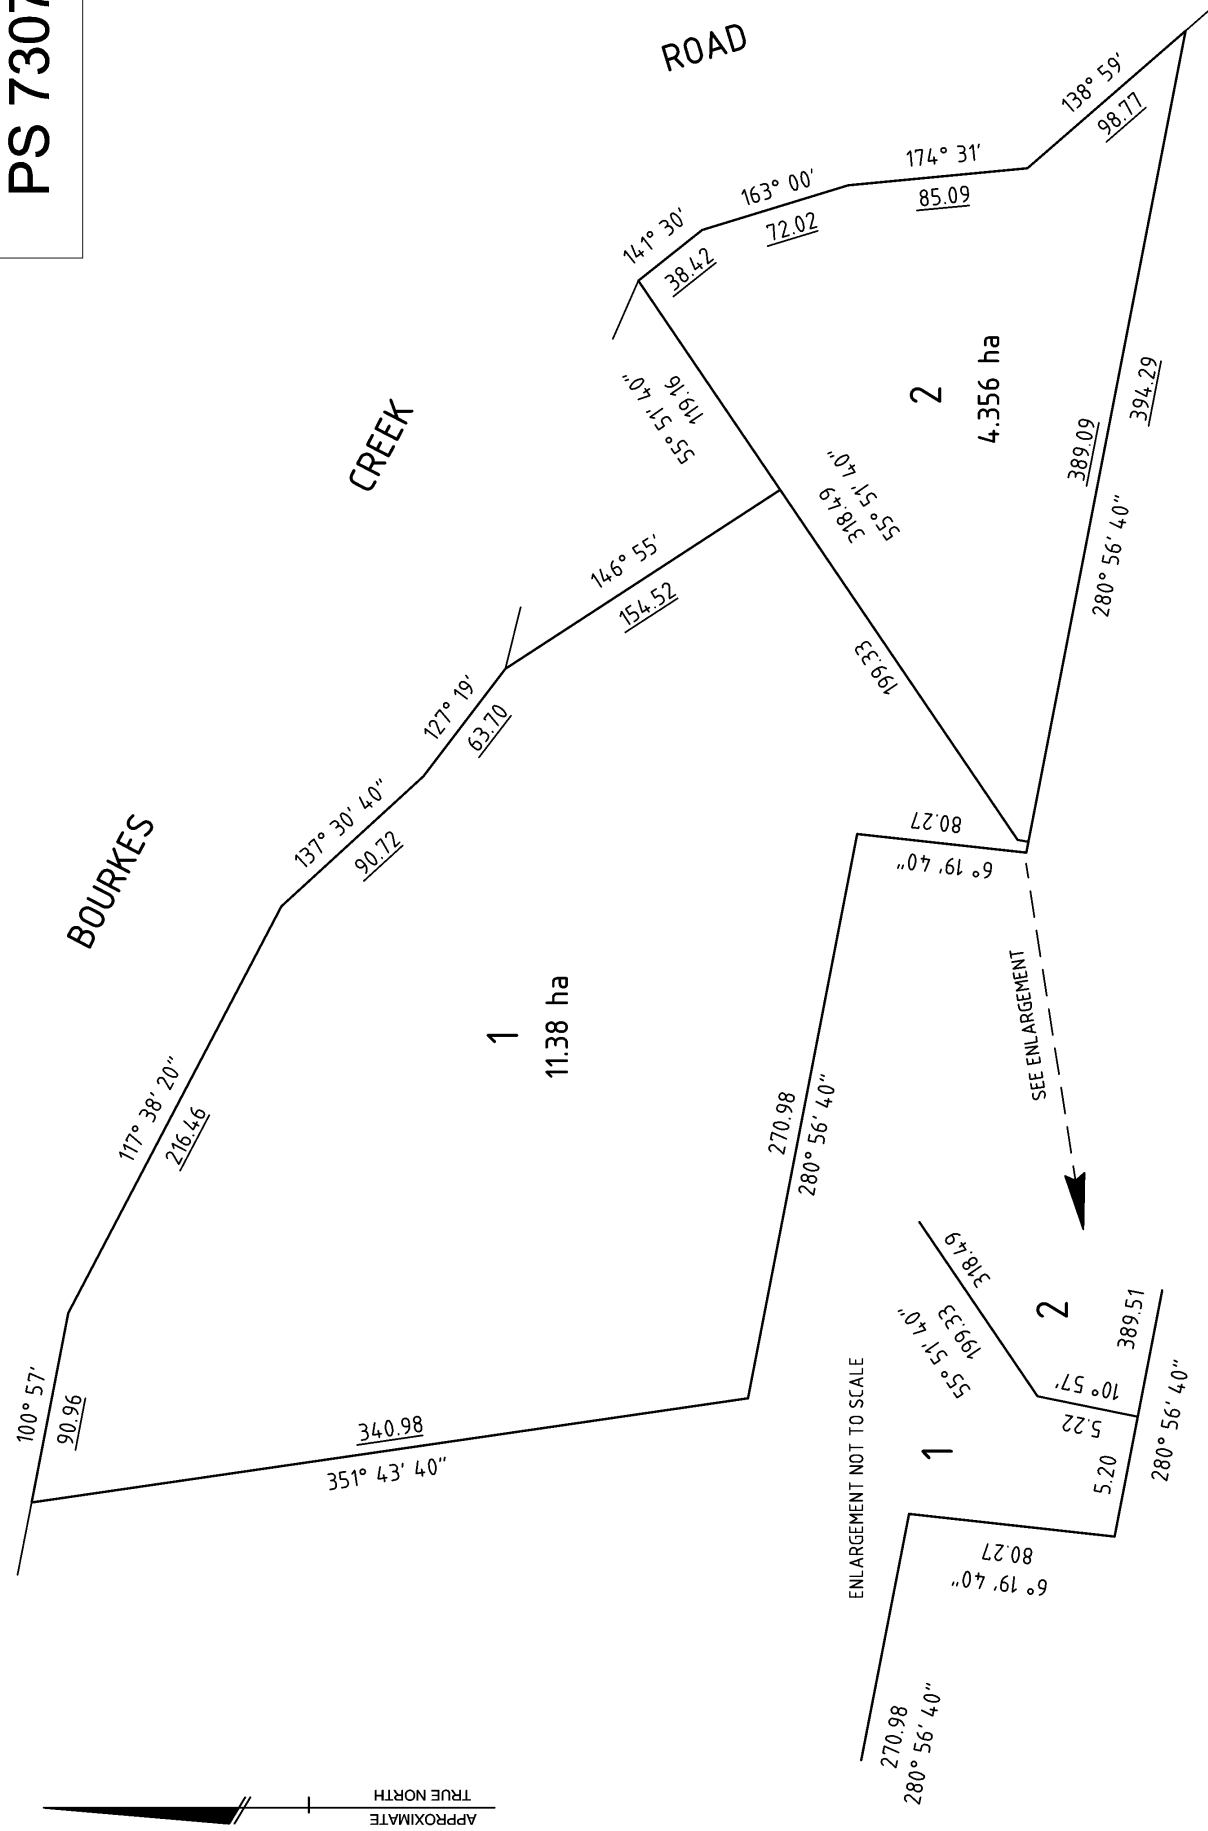 PS 7307
ROAD
CREEK
BOURKES
138° 59'
98.77
174° 31'
85.09
163° 00'
72.02
141° 30'
38.42
55° 51' 40"
119.16
2
4.356 ha
318.49
55° 51' 40"
199.33
389.09
394.29
280° 56' 40"
146° 55'
154.52
127° 19'
63.70
137° 30' 40"
90.72
117° 38' 20"
216.46
100° 57'
90.96
1
11.38 ha
80.27
6° 19' 40"
270.98
280° 56' 40"
340.98
351° 43' 40"
SEE ENLARGEMENT
ENLARGEMENT NOT TO SCALE
318.49
55° 51' 40"
199.33
2
389.51
10° 57'
5.22
1
5.20
280° 56' 40"
80.27
6° 19' 40"
270.98
280° 56' 40"
APPROXIMATE
TRUE NORTH